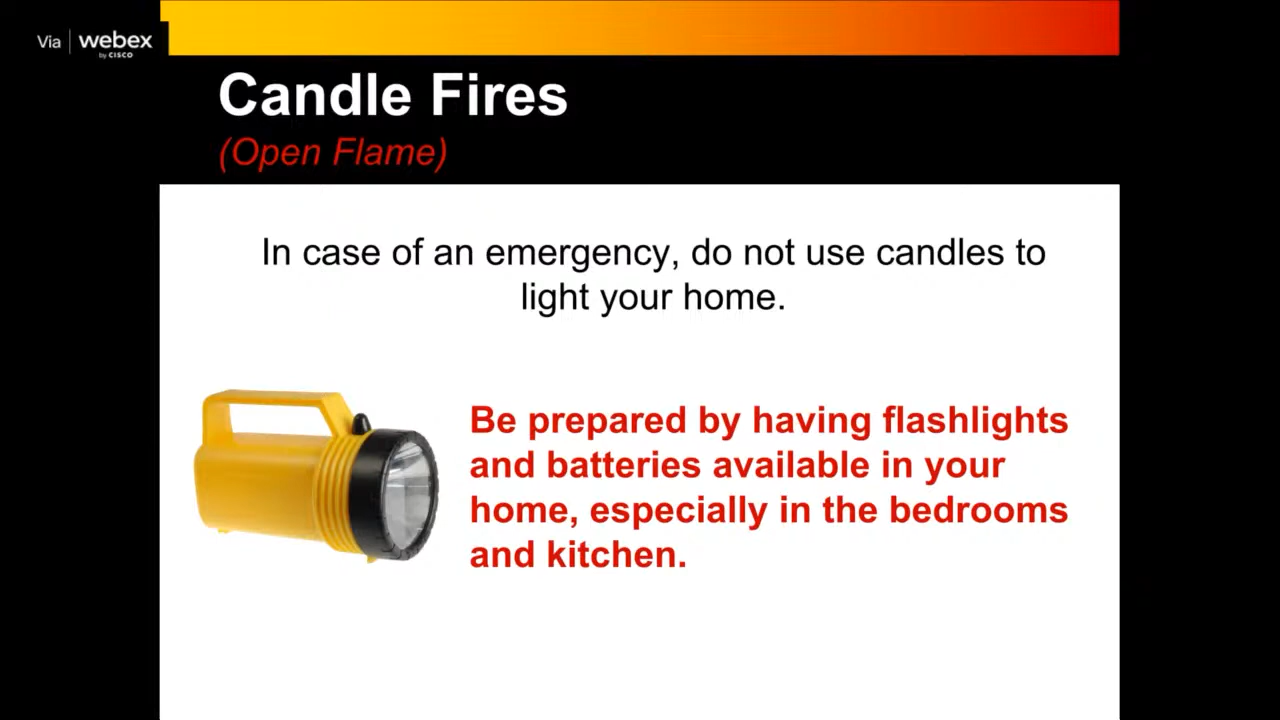 Via webex
by CISCO
Candle Fires
(Open Flame)
In case of an emergency, do not use candles to
light your home.
Be prepared by having flashlights
and batteries available in your
home, especially in the bedrooms
and kitchen.